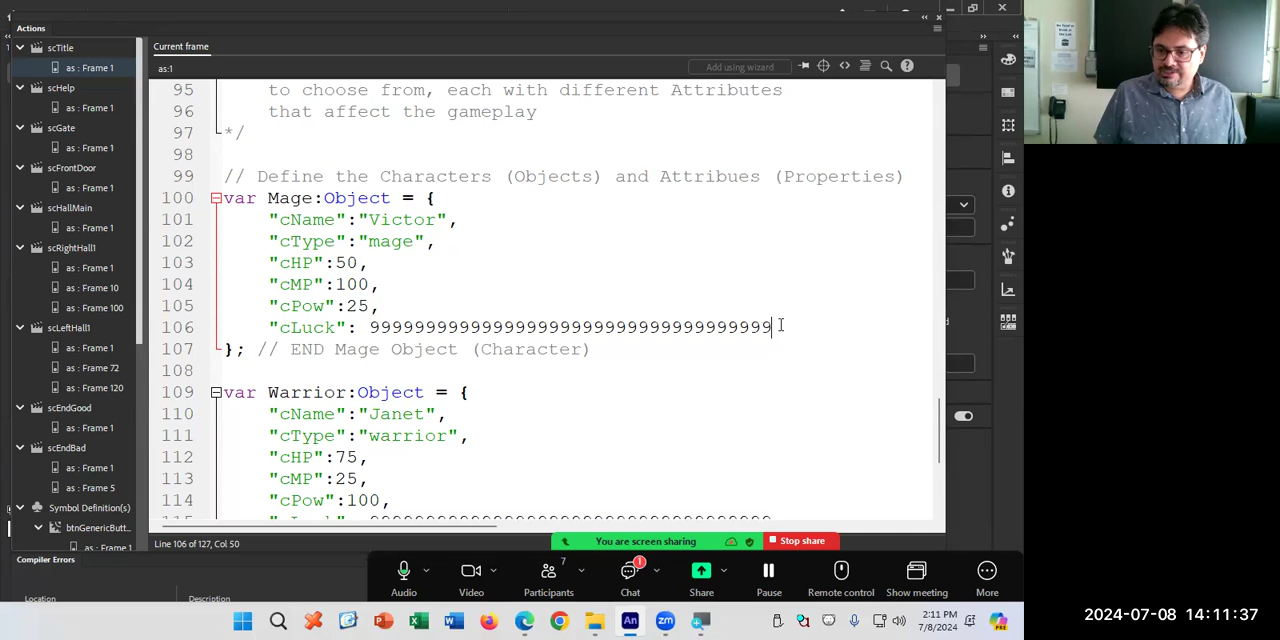 Actions
scTitle
as : Frame 1
scHelp
as : Frame 1
scGate
as : Frame 1
scFrontDoor
as : Frame 1
scHallMain
as : Frame 1
scRightHall1
as : Frame 1
as : Frame 10
as : Frame 100
scLeftHall1
as : Frame 1
as : Frame 72
as : Frame 120
scEndGood
as : Frame 1
scEndBad
as : Frame 1
as : Frame 5
Symbol Definition(s)
btnGenericButt...
as : Frame 1
Compiler Errors
Location
Description
Current frame
as:1
Add using wizard
95 to choose from, each with different Attributes
96 that affect the gameplay
97 */
98
99 // Define the Characters (Objects) and Attribues (Properties)
100 var Mage:Object = {
101 "cName":"Victor",
102 "cType":"mage",
103 "cHP":50,
104 "cMP":100,
105 "cPow":25,
106 "cLuck": 999999999999999999999999999999999999
107 }; // END Mage Object (Character)
108
109 var Warrior:Object = {
110 "cName":"Janet",
111 "cType":"warrior",
112 "cHP":75,
113 "cMP":25,
114 "cPow":100,
Line 106 of 127, Col 50
You are screen sharing
Stop share
7
1
Audio
Video
Participants
Chat
Share
Pause
Remote control
Show meeting
More
2:11 PM
7/8/2024
2024-07-08 14:11:37